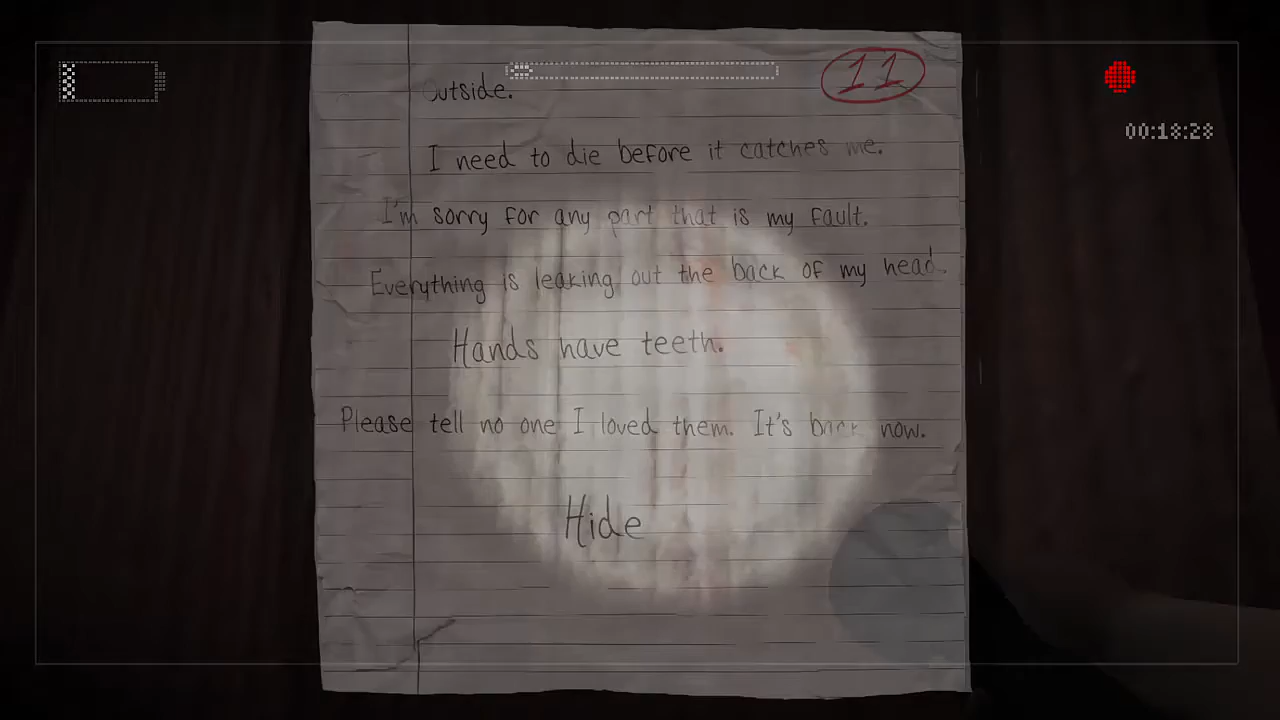 11
outside.
00:18:28
I need to die before it catches me.
I'm sorry for any part that is my fault.
Everything is leaking out the back of my head.
Hands have teeth.
Please tell no one I loved them. It's back now.
Hide